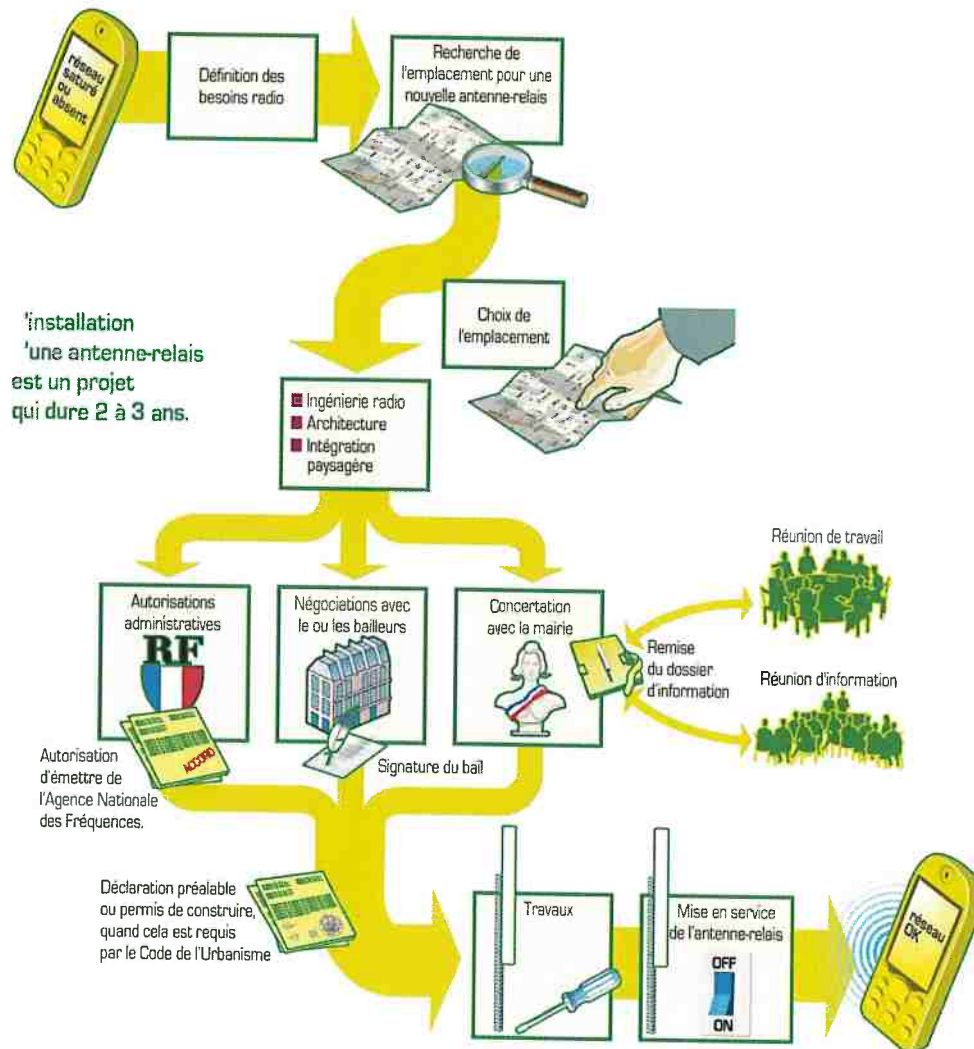 réseau
saturé
ou
absent
Définition des
besoins radio
Recherche de
l'emplacement pour une
nouvelle antenne-relais
Choix de
l'emplacement
'installation
'une antenne-relais
est un projet
qui dure 2 à 3 ans.
Ingénierie radio
Architecture
Intégration
paysagère
Autorisations
administratives
RF
ACCORD
Négociations avec
le ou les bailleurs
Concertation
avec la mairie
Remise
du dossier
d'information
Réunion de travail
Réunion d'information
Autorisation
d'émettre de
l'Agence Nationale
des Fréquences.
Signature du bail
Déclaration préalable
ou permis de construire,
quand cela est requis
par le Code de l'Urbanisme
Travaux
Mise en service
de l'antenne-relais
OFF
ON
réseau
OK